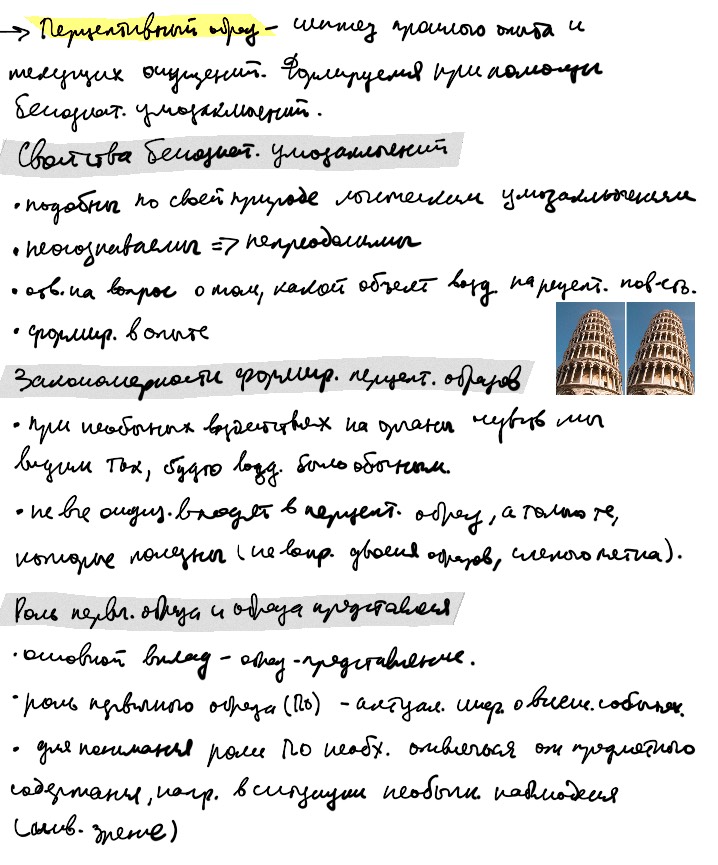 → Перцептивный образ - синтез прошлого опыта и
текущих ощущений. Формируется при помощи
бессознат. умозаключений.
Свойства бессознат. умозаключений
• подобны по своей природе логическим умозаключениям
• неосознаваемы => непреодолимы
• отв. на вопрос о том, какой объект возд. на рецепт. пов-сть.
• формир. в опыте
Закономерности формир. перцепт. образов
• при необычных воздействиях на органы чувств мы
видим так, будто возд. было обычным.
• не все ощущ. входят в перцепт. образ, а только те,
которые полезны (не воспр. двоения образов, слепого пятна).
Роль первич. образа и образа представления
• основной вклад - образ-представление.
• роль первичного образа (ПО) - актуал. инф. о внеш. событиях.
• для понимания роли ПО необх. отвлечься от предметного
содержания, напр. в ситуации необычн. наблюдения
(инв. зрение)